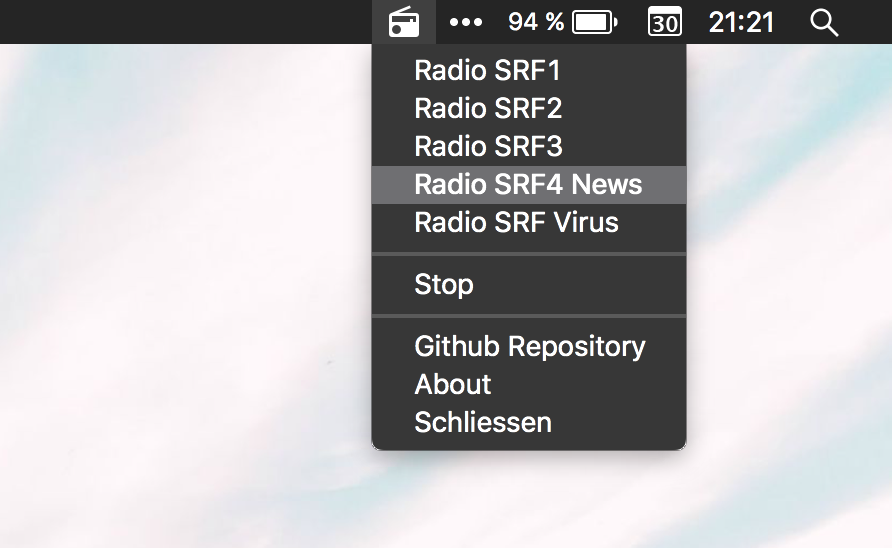 94 % 30 21:21
Radio SRF1
Radio SRF2
Radio SRF3
Radio SRF4 News
Radio SRF Virus
Stop
Github Repository
About
Schliessen